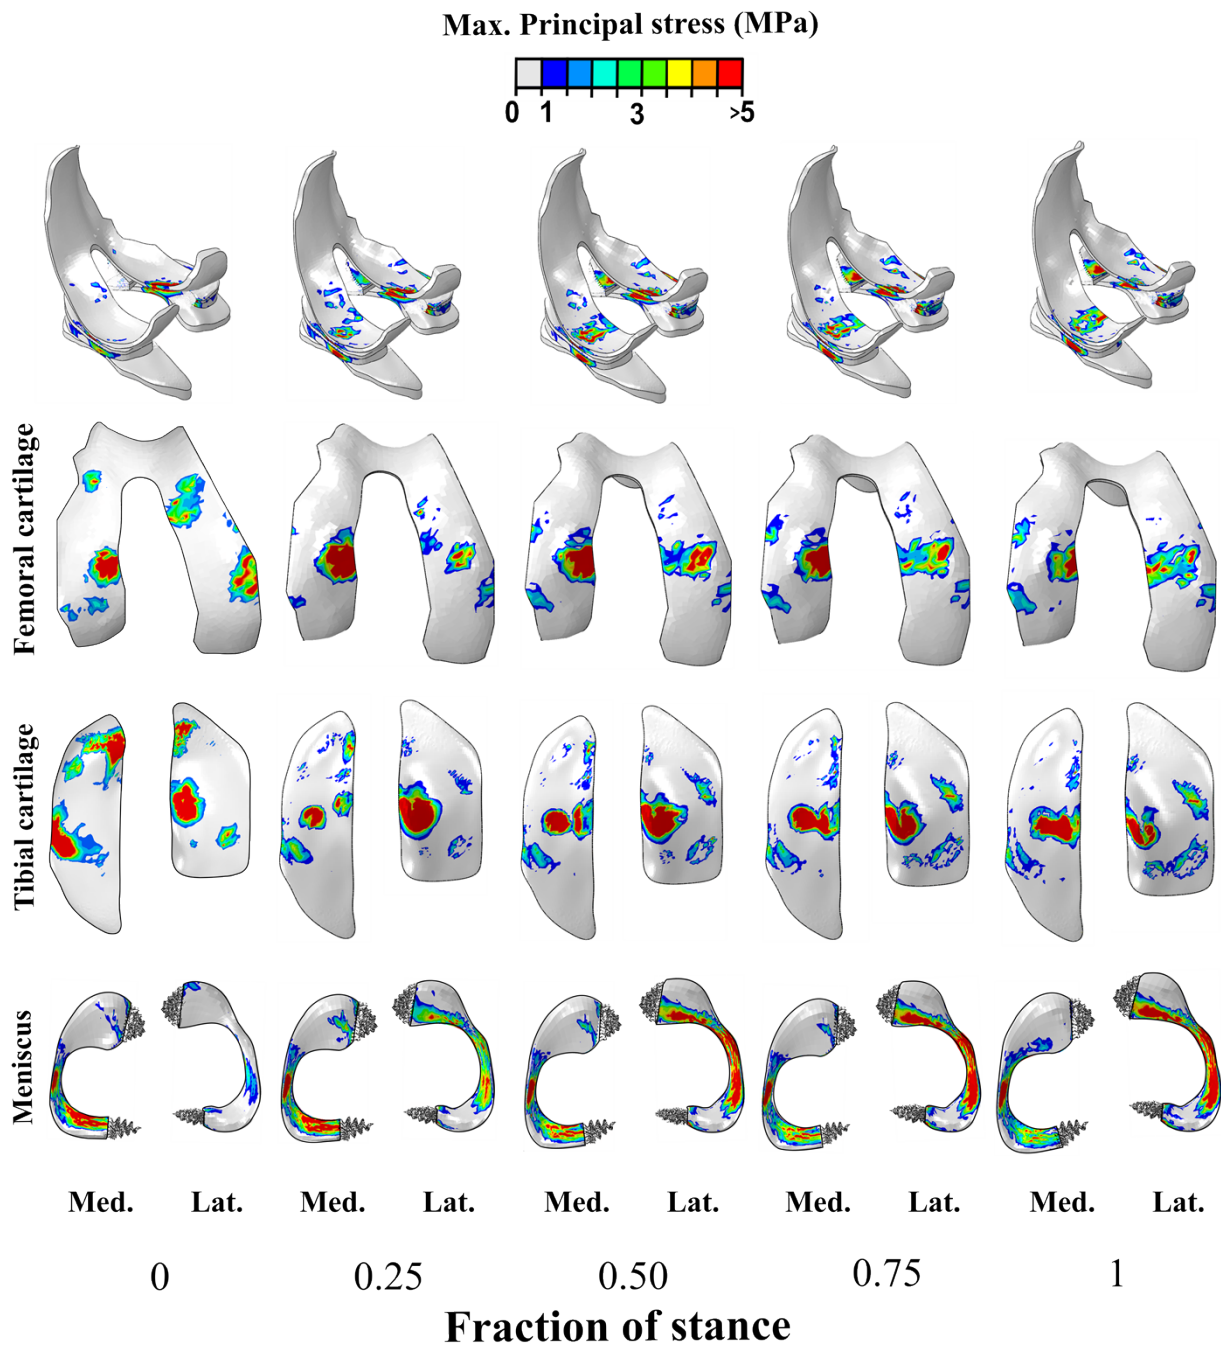 Max. Principal stress (MPa)
0 1 3 >5
Femoral cartilage
Tibial cartilage
Meniscus
Med. Lat. Med. Lat. Med. Lat. Med. Lat. Med. Lat.
0 0.25 0.50 0.75 1
Fraction of stance